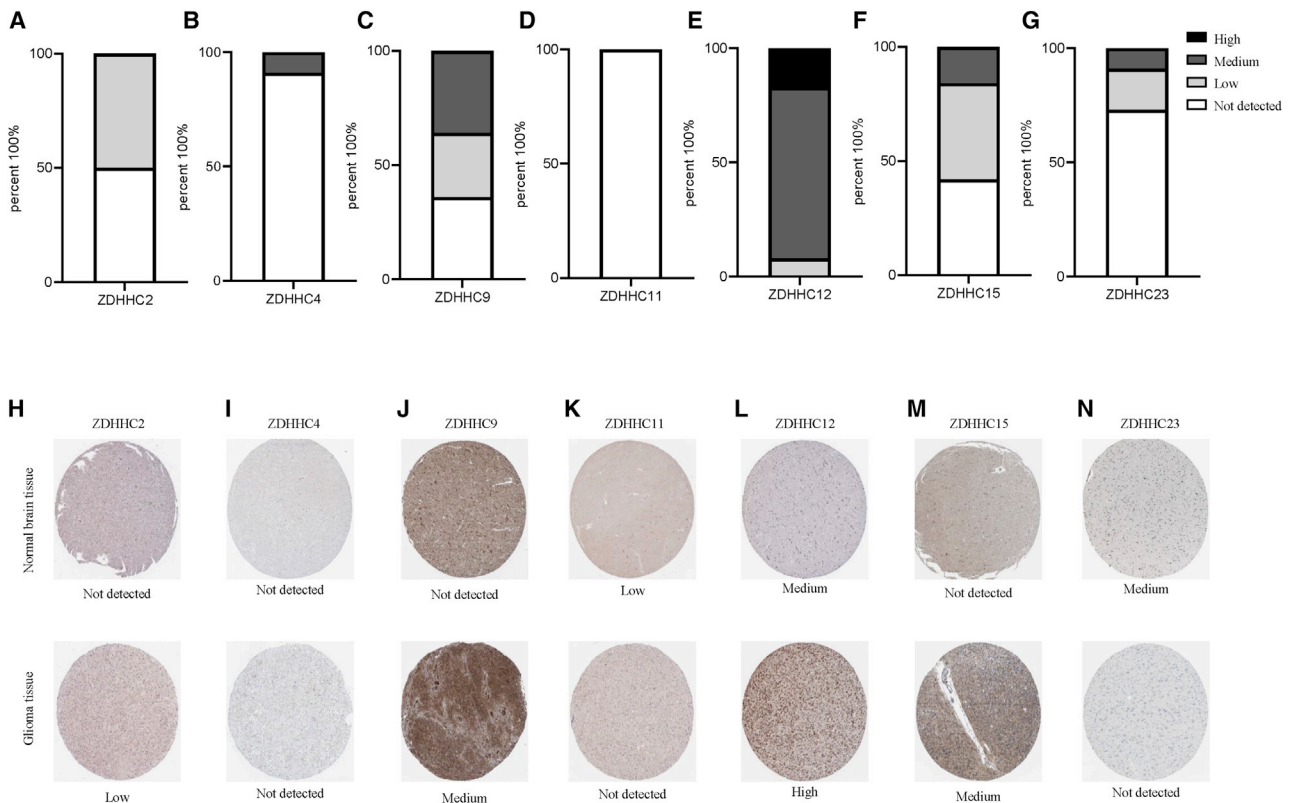 A B C D E F G
High
Medium
Low
Not detected
percent 100%
100
50
0
ZDHHC2
percent 100%
100
50
0
ZDHHC4
percent 100%
100
50
0
ZDHHC9
percent 100%
100
50
0
ZDHHC11
percent 100%
100
50
0
ZDHHC12
percent 100%
100
50
0
ZDHHC15
percent 100%
100
50
0
ZDHHC23
H I J K L M N
ZDHHC2 ZDHHC4 ZDHHC9 ZDHHC11 ZDHHC12 ZDHHC15 ZDHHC23
Normal brain tissue
Not detected Not detected Not detected Low Medium Not detected Medium
Glioma tissue
Low Not detected Medium Not detected High Medium Not detected